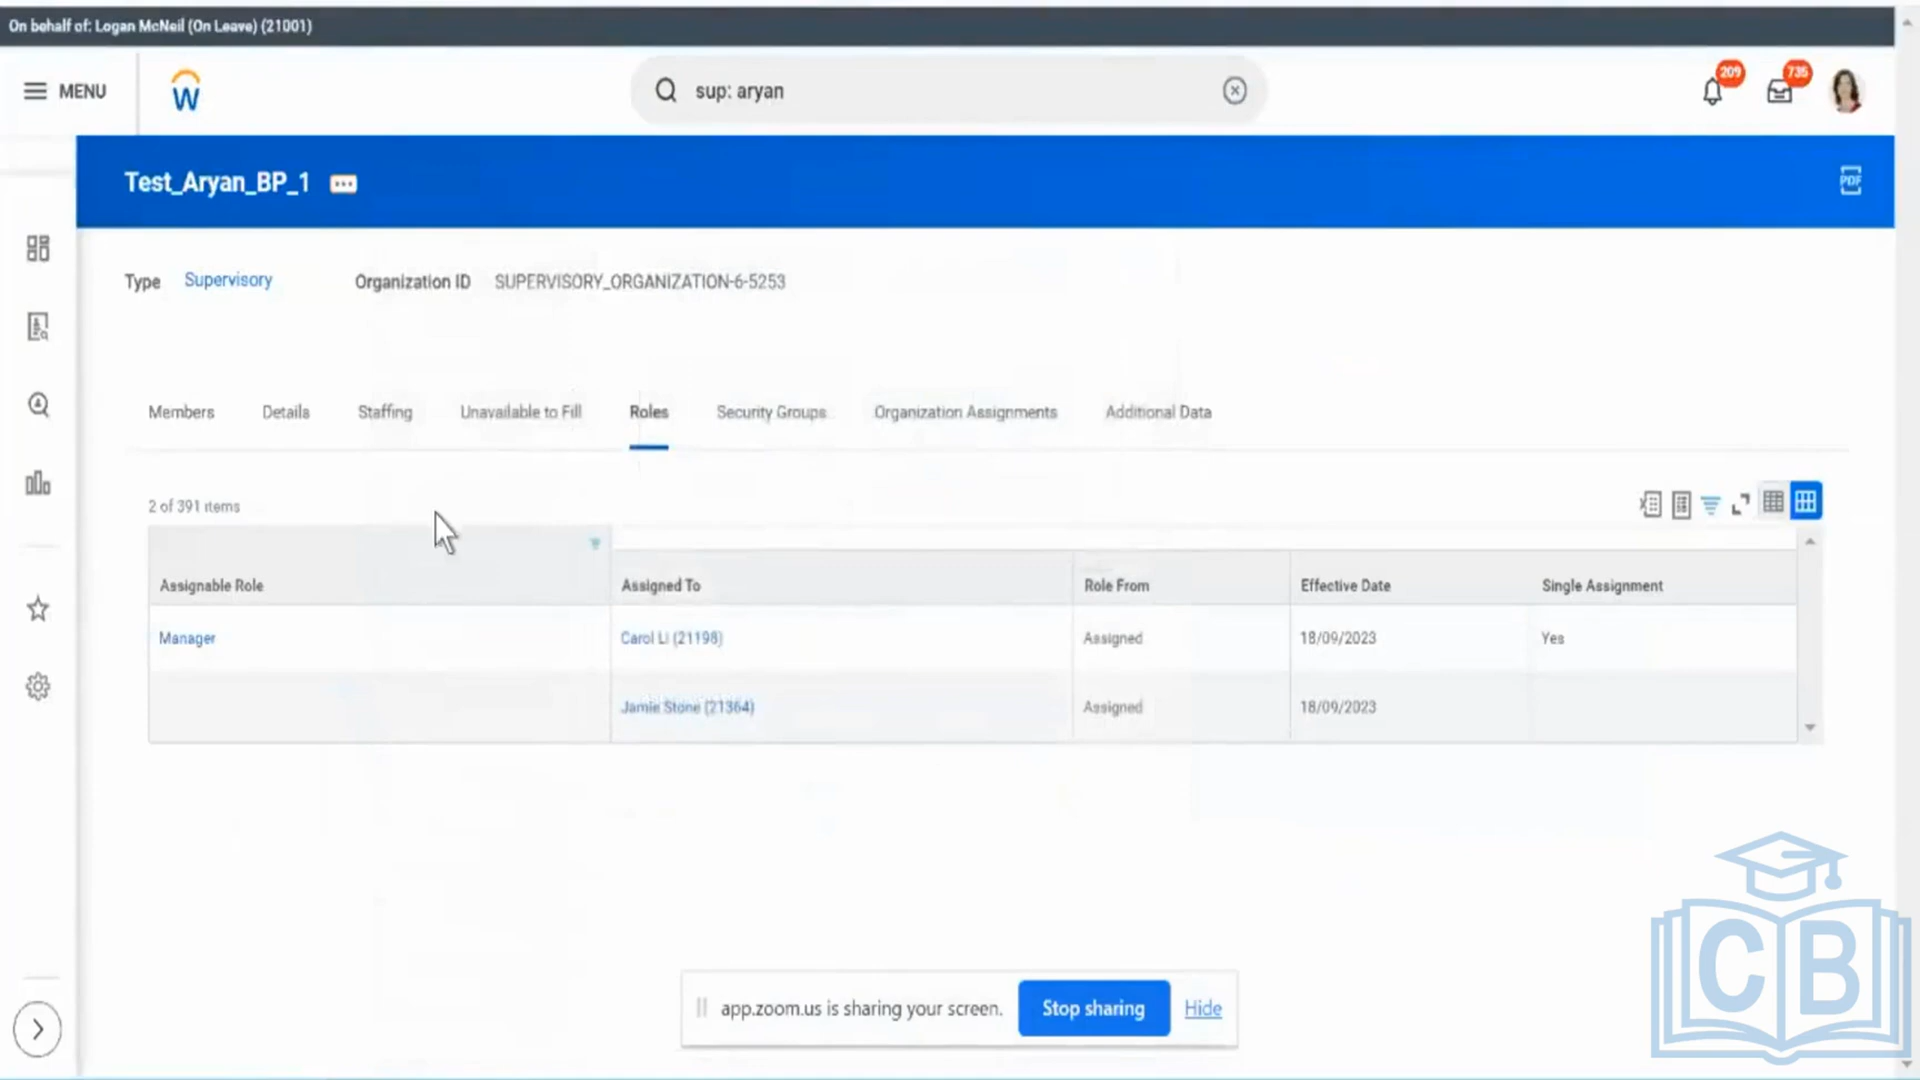 On behalf of: Logan McNeil (On Leave) (21001)
MENU
W
sup: aryan
209
735
Test_Aryan_BP_1
PDF
Type Supervisory Organization ID SUPERVISORY_ORGANIZATION-6-5253
Members Details Staffing Unavailable to Fill Roles Security Groups Organization Assignments Additional Data
2 of 391 items
Assignable Role Assigned To Role From Effective Date Single Assignment
Manager Carol Li (21198) Assigned 18/09/2023 Yes
Jamie Stone (21364) Assigned 18/09/2023
app.zoom.us is sharing your screen. Stop sharing Hide
CB